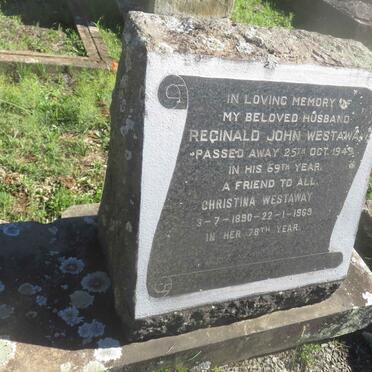 IN LOVING MEMORY OF
MY BELOVED HUSBAND
REGINALD JOHN WESTAWAY
PASSED AWAY 25TH OCT. 1949
IN HIS 59TH YEAR.
A FRIEND TO ALL.
CHRISTINA WESTAWAY
3-7-1890-22-1-1969
IN HER 78TH YEAR.